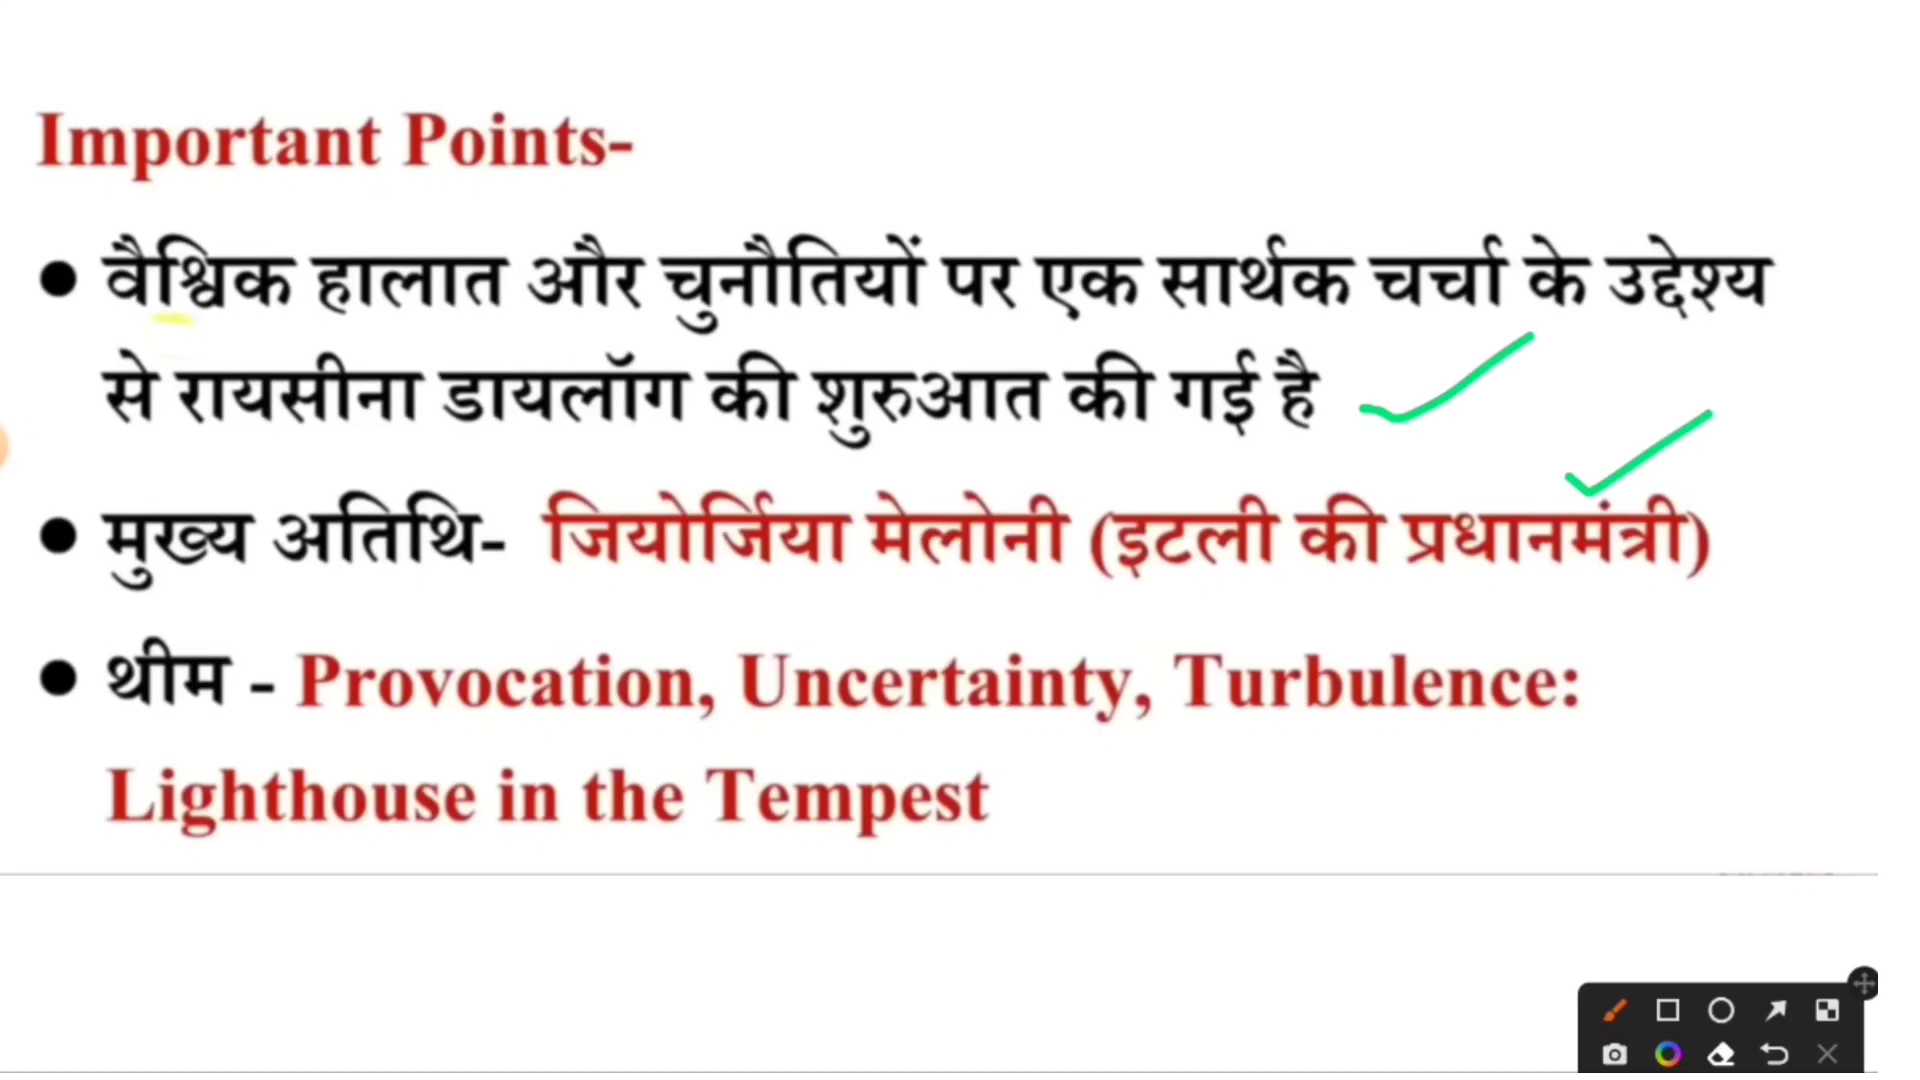 Important Points-
● वैश्विक हालात और चुनौतियों पर एक सार्थक चर्चा के उद्देश्य
से रायसीना डायलॉग की शुरुआत की गई है
● मुख्य अतिथि- जियोर्जिया मेलोनी (इटली की प्रधानमंत्री)
● थीम - Provocation, Uncertainty, Turbulence:
Lighthouse in the Tempest